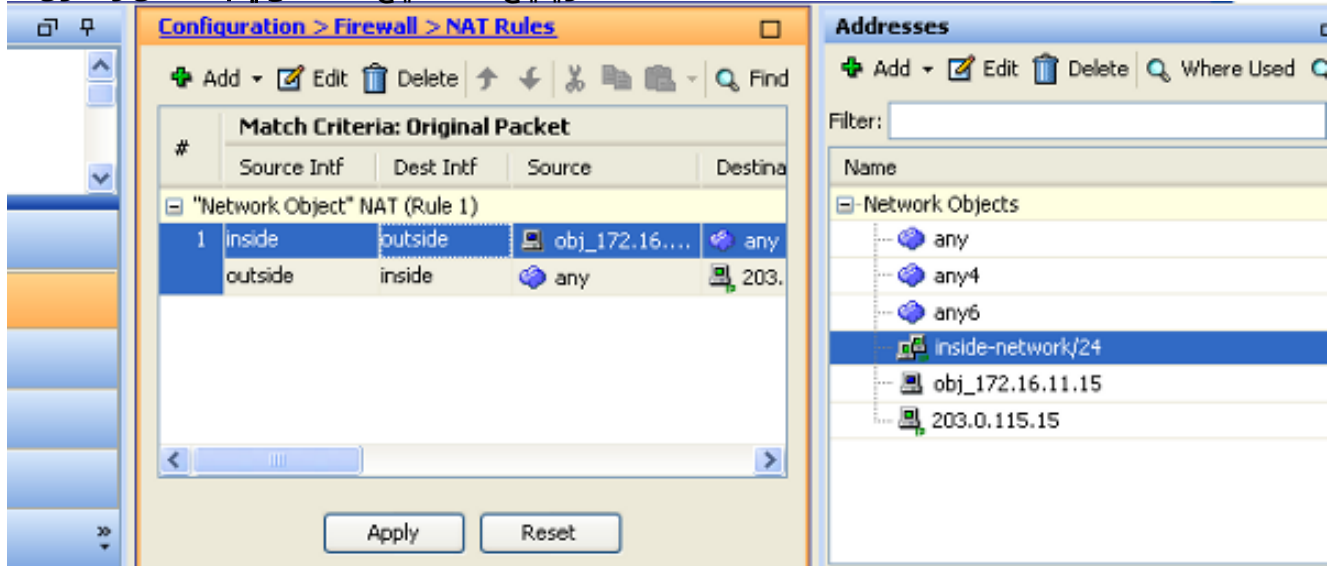 Configuration > Firewall > NAT Rules
Add Edit Delete Find
# Match Criteria: Original Packet
Source Intf Dest Intf Source Destina
"Network Object" NAT (Rule 1)
1 inside outside obj_172.16.... any
outside inside any 203.
Apply Reset
Addresses
Add Edit Delete Where Used
Filter:
Name
Network Objects
any
any4
any6
inside-network/24
obj_172.16.11.15
203.0.115.15